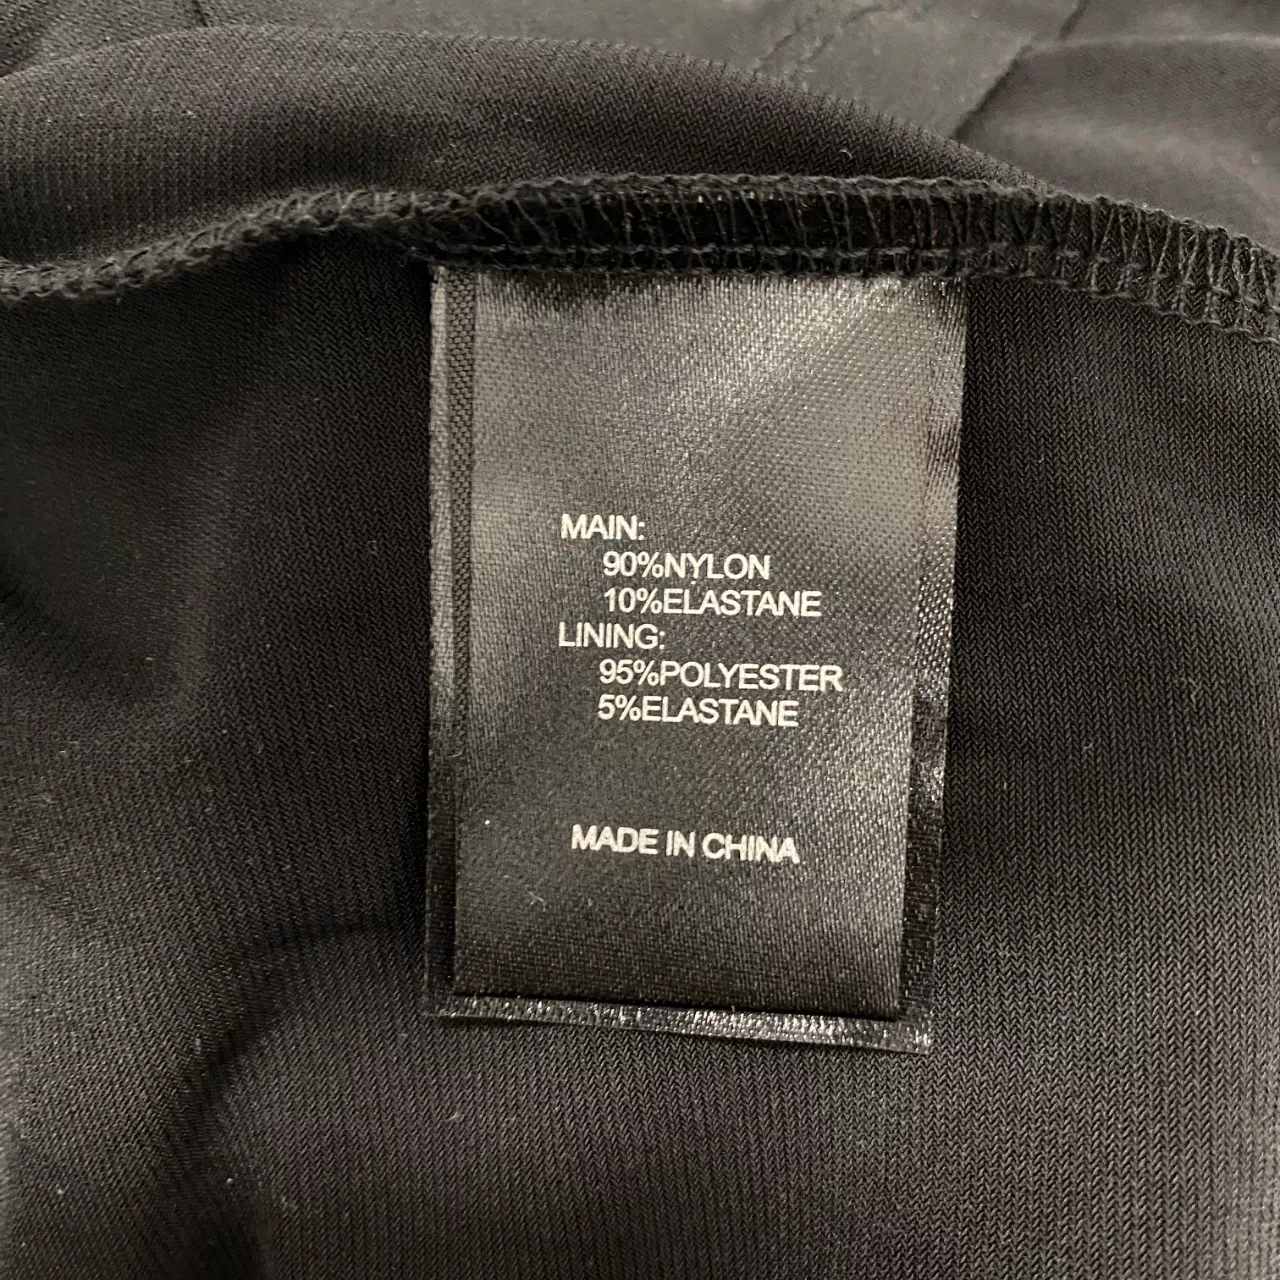 MAIN:
90%NYLON
10%ELASTANE
LINING:
95%POLYESTER
5%ELASTANE
MADE IN CHINA